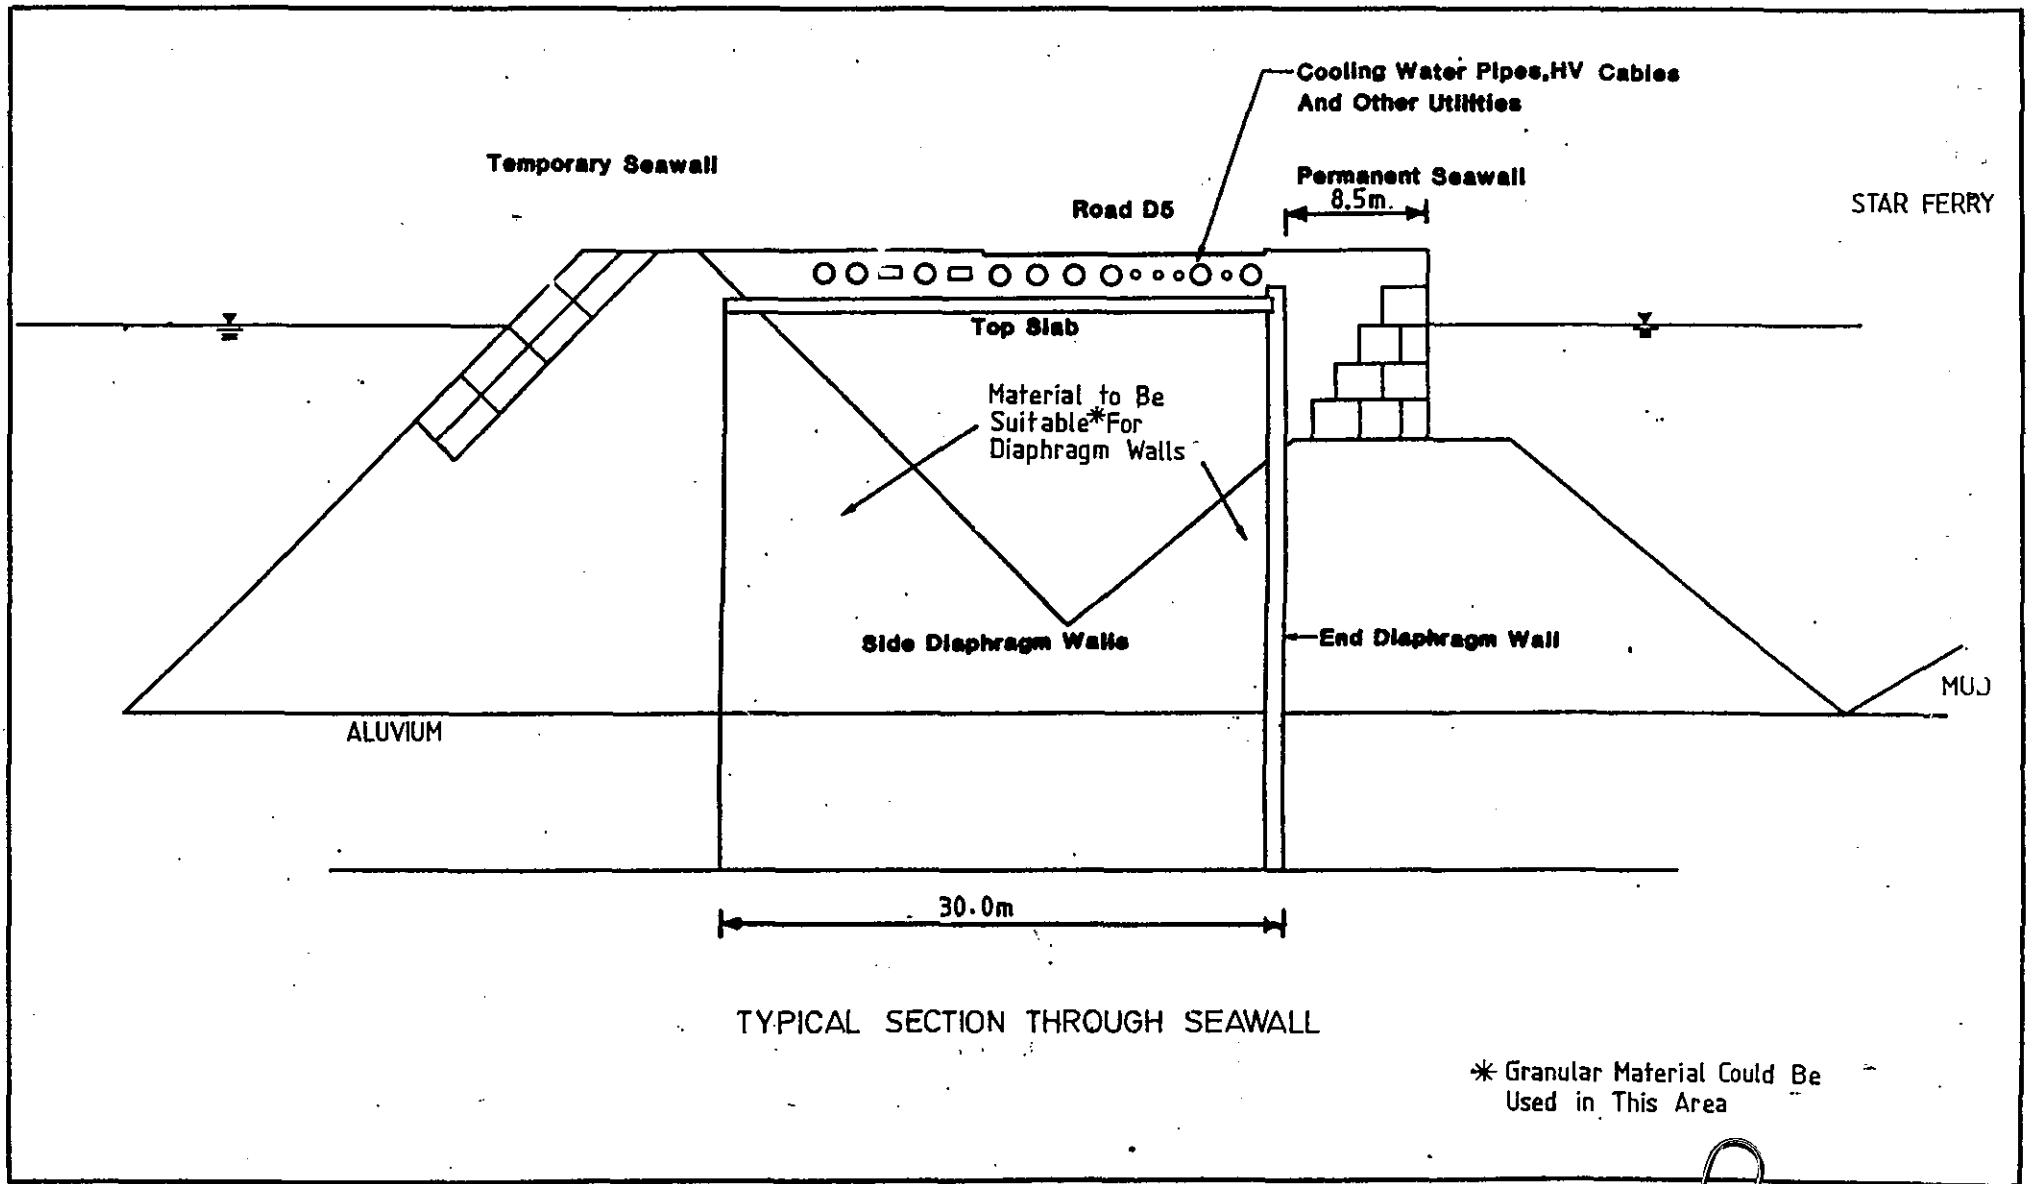 Cooling Water Pipes,HV Cables
And Other Utilities
Temporary Seawall
Permanent Seawall
8.5m.
Road D5
STAR FERRY
Top Slab
Material to Be
Suitable*For
Diaphragm Walls
Side Diaphragm Walls
End Diaphragm Wall
MUD
ALUVIUM
30.0m
TYPICAL SECTION THROUGH SEAWALL
* Granular Material Could Be
Used in This Area